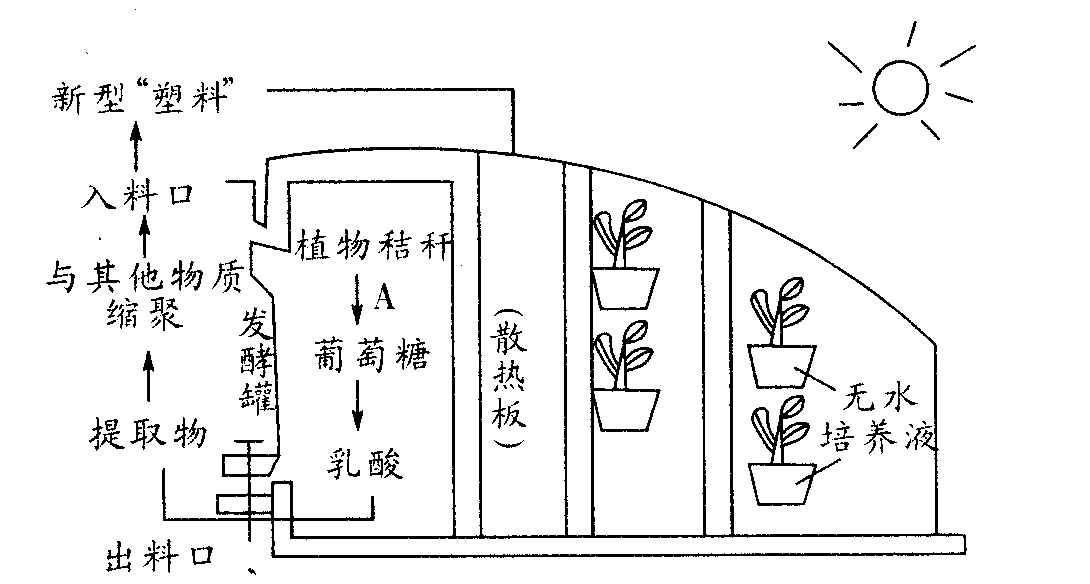 新型“塑料”
入料口
与其他物质
缩聚
提取物
出料口
发酵罐
植物秸秆
A
葡萄糖
乳酸
(散热板)
无水
培养液